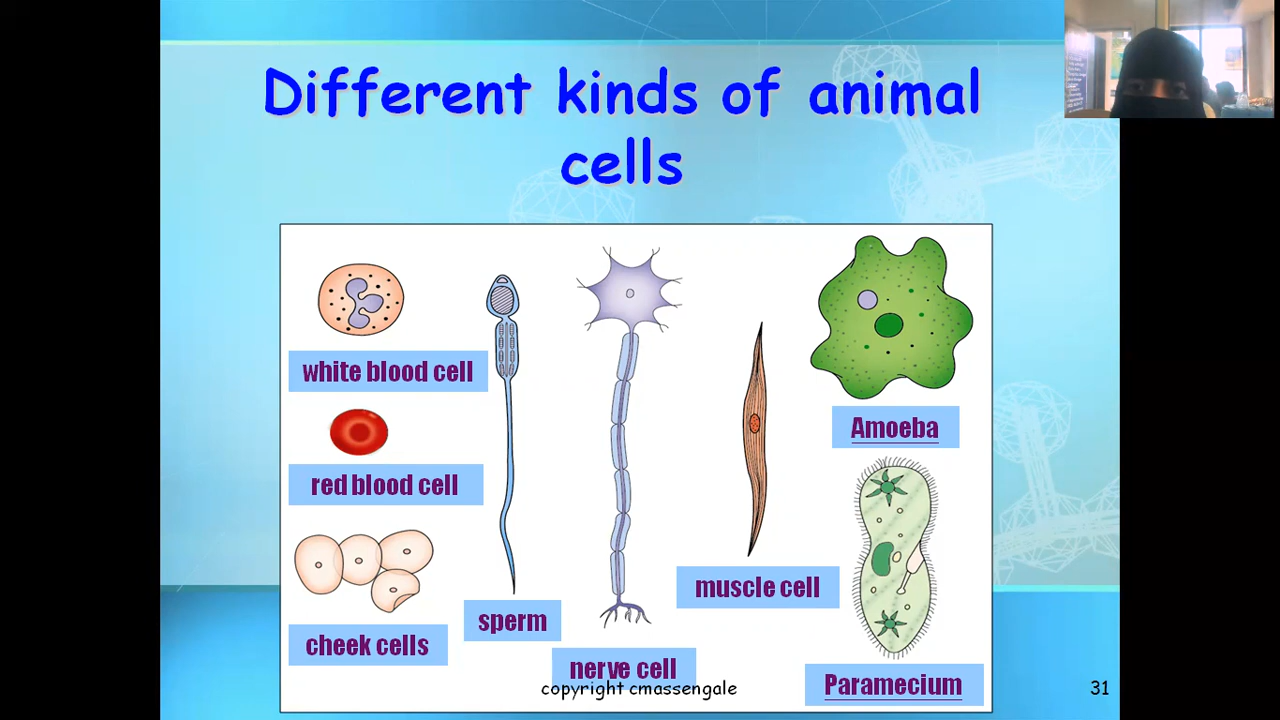 Different kinds of animal
cells
white blood cell
red blood cell
cheek cells
sperm
nerve cell
muscle cell
Amoeba
Paramecium
copyright cmassengale
31